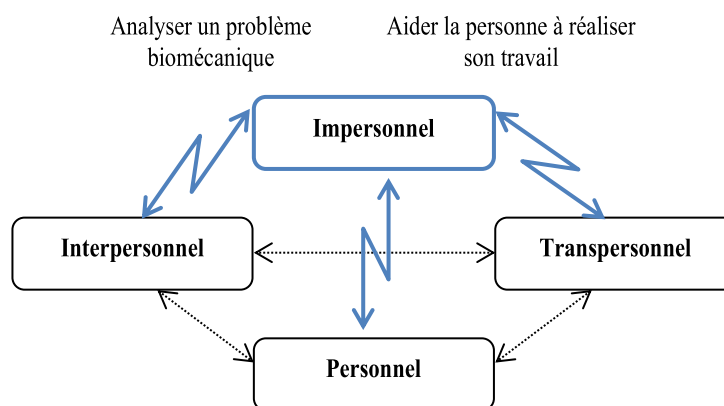 Analyser un problème
biomécanique
Aider la personne à réaliser
son travail
Impersonnel
Interpersonnel
Transpersonnel
Personnel